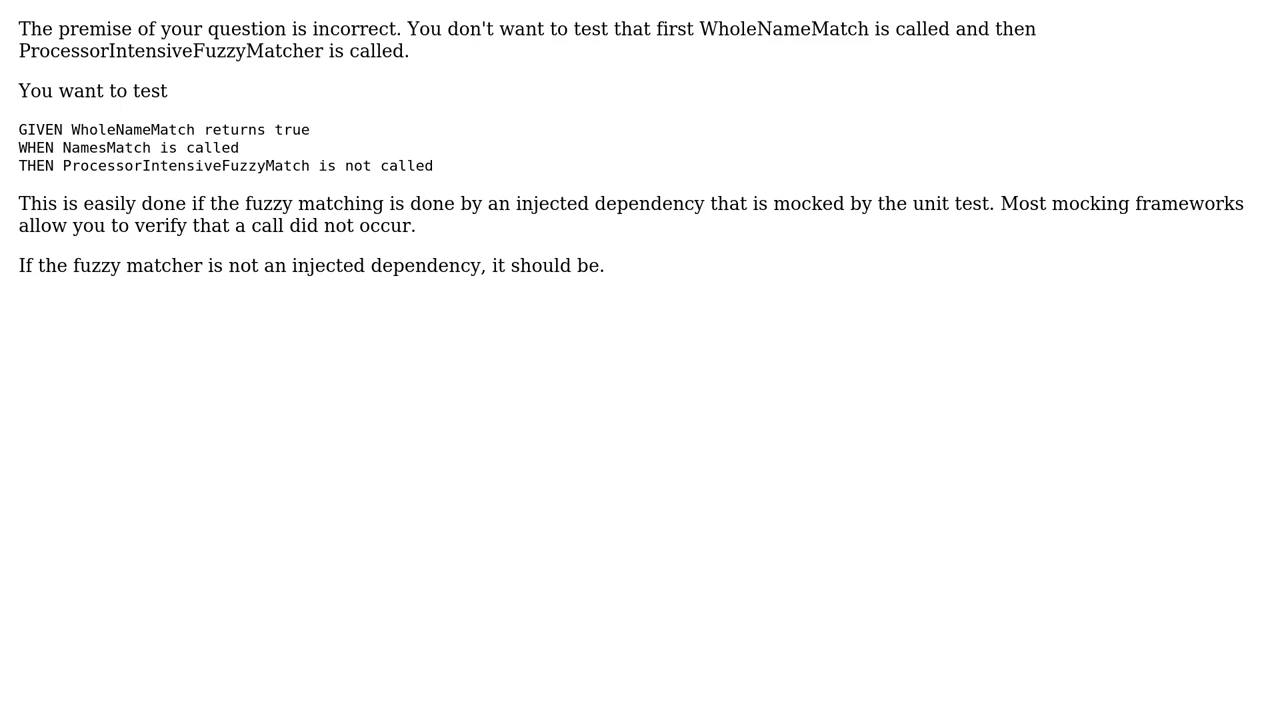 The premise of your question is incorrect. You don't want to test that first WholeNameMatch is called and then
ProcessorIntensiveFuzzyMatcher is called.
You want to test
GIVEN WholeNameMatch returns true
WHEN NamesMatch is called
THEN ProcessorIntensiveFuzzyMatch is not called
This is easily done if the fuzzy matching is done by an injected dependency that is mocked by the unit test. Most mocking frameworks
allow you to verify that a call did not occur.
If the fuzzy matcher is not an injected dependency, it should be.